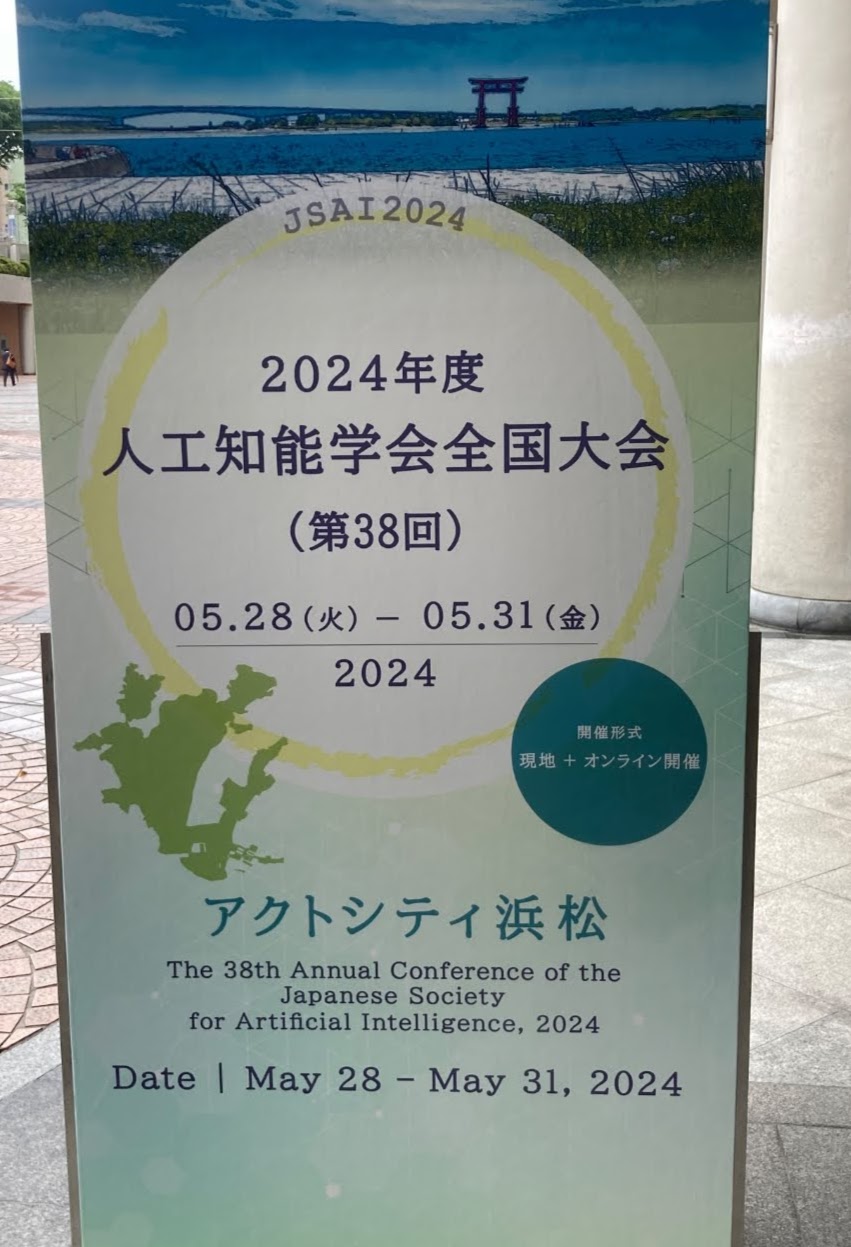 JSAI2024
2024年度
人工知能学会全国大会
（第38回）
05.28（火）－ 05.31（金）
2024
開催形式
現地 + オンライン開催
アクトシティ浜松
The 38th Annual Conference of the
Japanese Society
for Artificial Intelligence, 2024
Date | May 28 – May 31, 2024